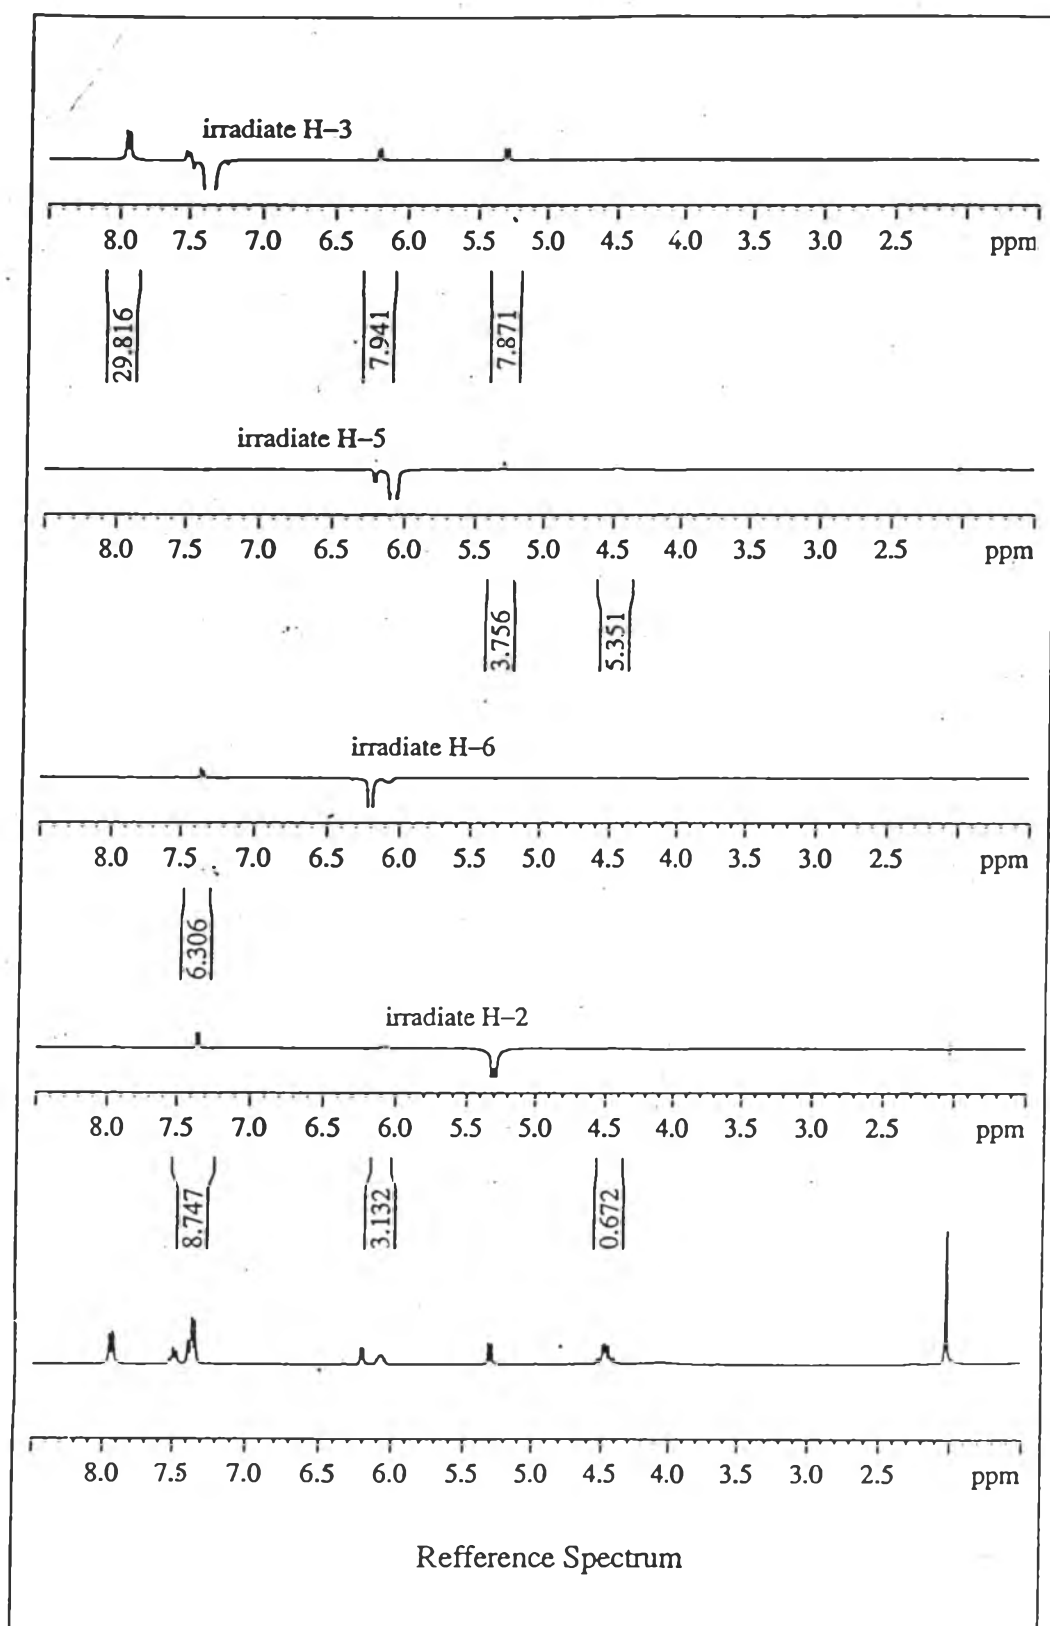 irradiate H–3
8.0 7.5 7.0 6.5 6.0 5.5 5.0 4.5 4.0 3.5 3.0 2.5 ppm
29.816 7.941 7.871
irradiate H–5
8.0 7.5 7.0 6.5 6.0 5.5 5.0 4.5 4.0 3.5 3.0 2.5 ppm
3.756 5.351
irradiate H–6
8.0 7.5 7.0 6.5 6.0 5.5 5.0 4.5 4.0 3.5 3.0 2.5 ppm
6.306
irradiate H–2
8.0 7.5 7.0 6.5 6.0 5.5 5.0 4.5 4.0 3.5 3.0 2.5 ppm
8.747 3.132 0.672
8.0 7.5 7.0 6.5 6.0 5.5 5.0 4.5 4.0 3.5 3.0 2.5 ppm
Refference Spectrum